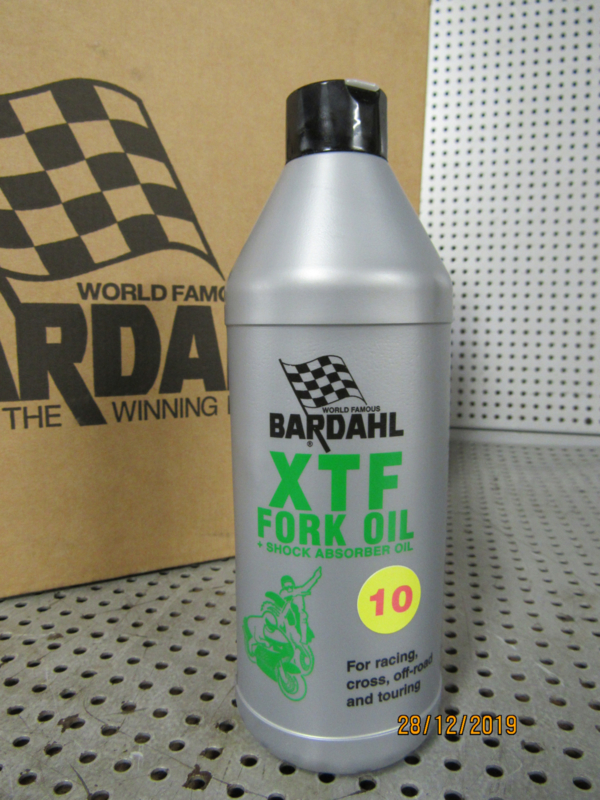 WORLD FAMO
ARDA
THE WINNING
WORLD FAMOUS
BARDAHL
®
XTF
FORK OIL
+ SHOCK ABSORBER OIL
10
For racing,
cross, off-road
and touring
28/12/2019